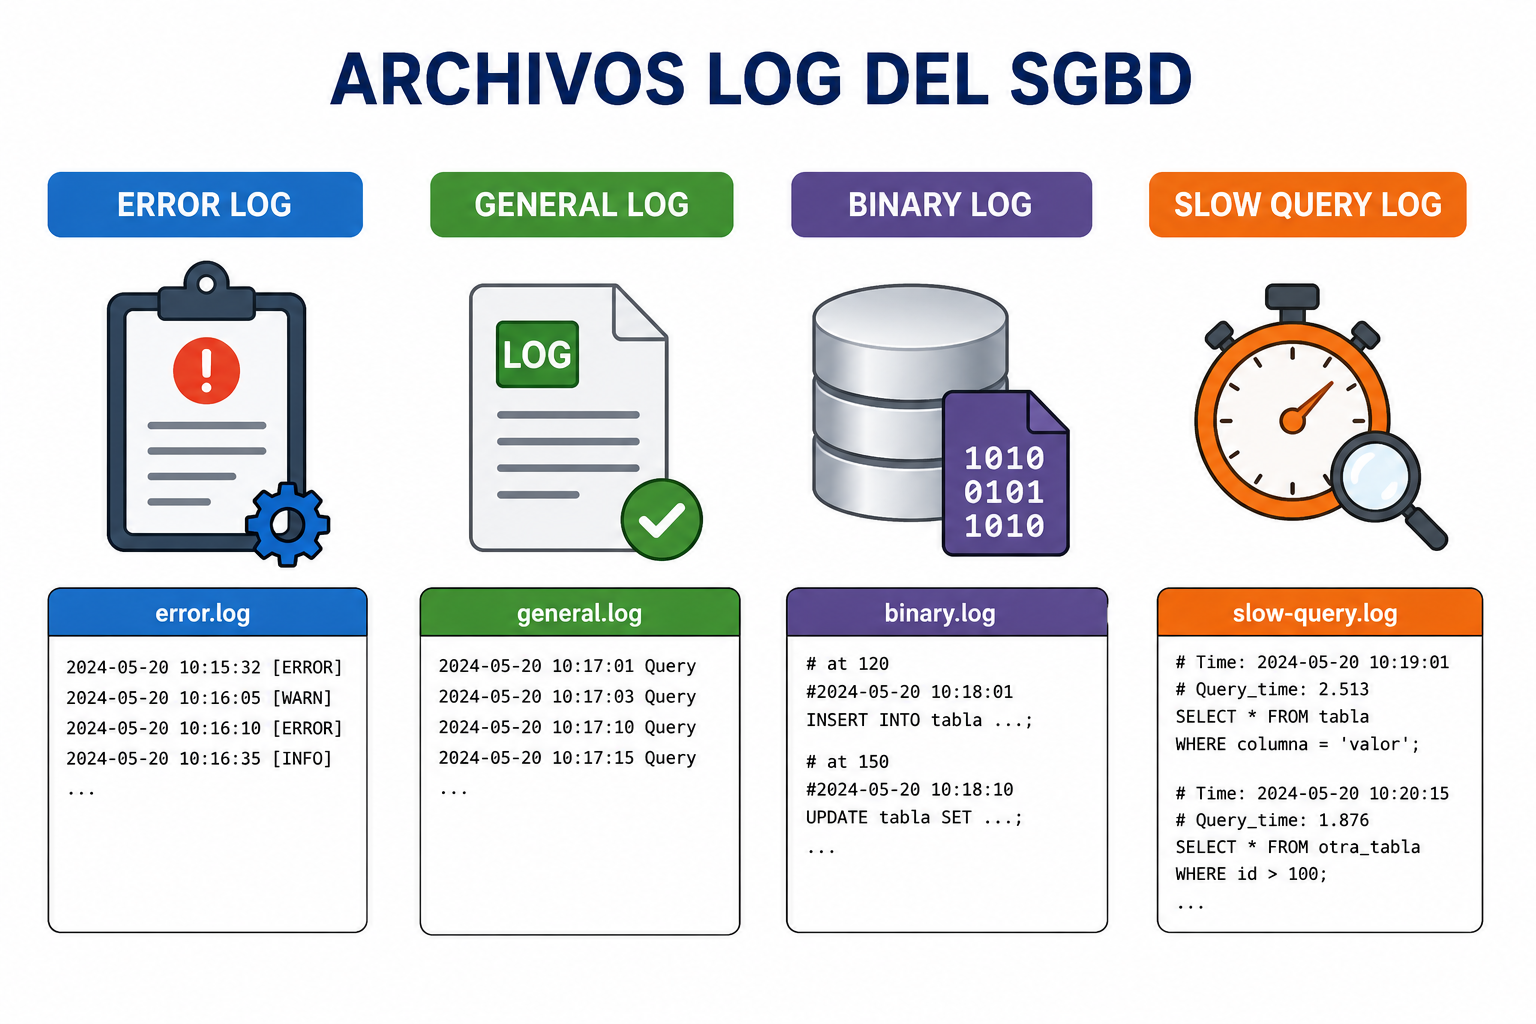 ARCHIVOS LOG DEL SGBD
ERROR LOG
GENERAL LOG
BINARY LOG
SLOW QUERY LOG
!
LOG
1010
0101
1010
error.log
2024-05-20 10:15:32 [ERROR]
2024-05-20 10:16:05 [WARN]
2024-05-20 10:16:10 [ERROR]
2024-05-20 10:16:35 [INFO]
...
general.log
2024-05-20 10:17:01 Query
2024-05-20 10:17:03 Query
2024-05-20 10:17:10 Query
2024-05-20 10:17:15 Query
...
binary.log
# at 120
#2024-05-20 10:18:01
INSERT INTO tabla ...;
# at 150
#2024-05-20 10:18:10
UPDATE tabla SET ...;
...
slow-query.log
# Time: 2024-05-20 10:19:01
# Query_time: 2.513
SELECT * FROM tabla
WHERE columna = 'valor';
# Time: 2024-05-20 10:20:15
# Query_time: 1.876
SELECT * FROM otra_tabla
WHERE id > 100;
...